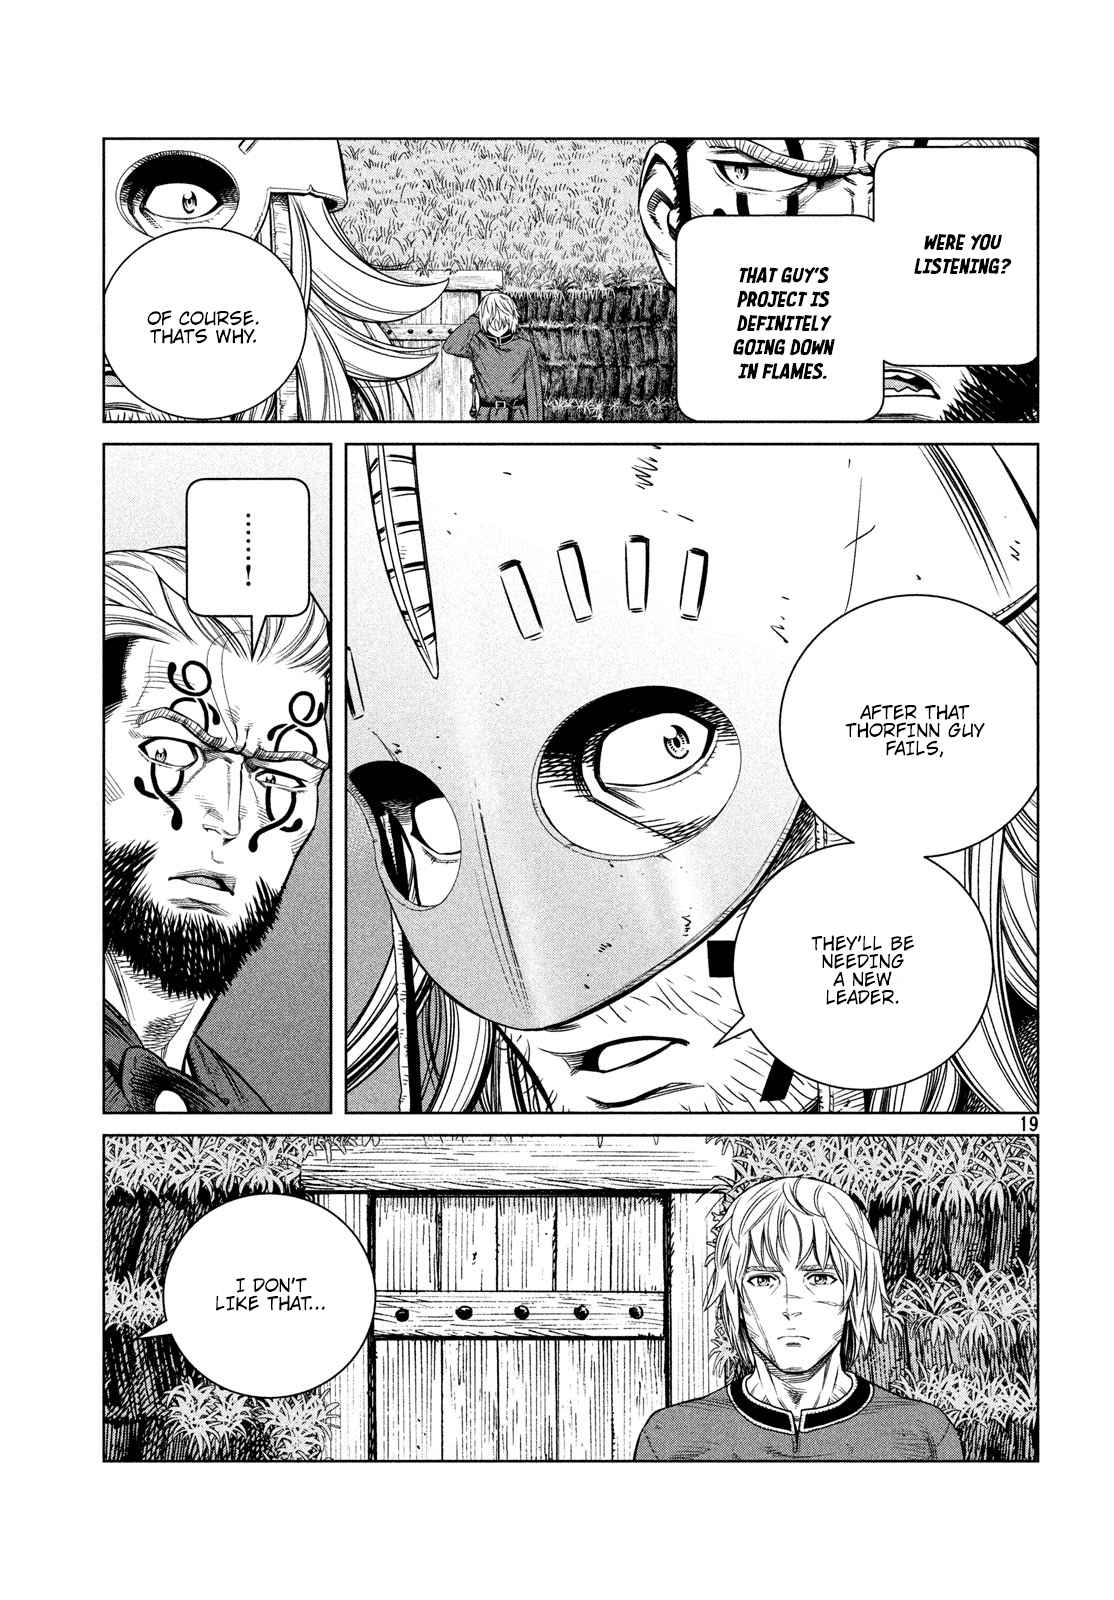 WERE YOU
LISTENING?
THAT GUY'S
PROJECT IS
DEFINITELY
GOING DOWN
IN FLAMES.
OF COURSE.
THATS WHY.
AFTER THAT
THORFINN GUY
FAILS,
THEY'LL BE
NEEDING
A NEW
LEADER.
......!
19
I DON'T
LIKE THAT...